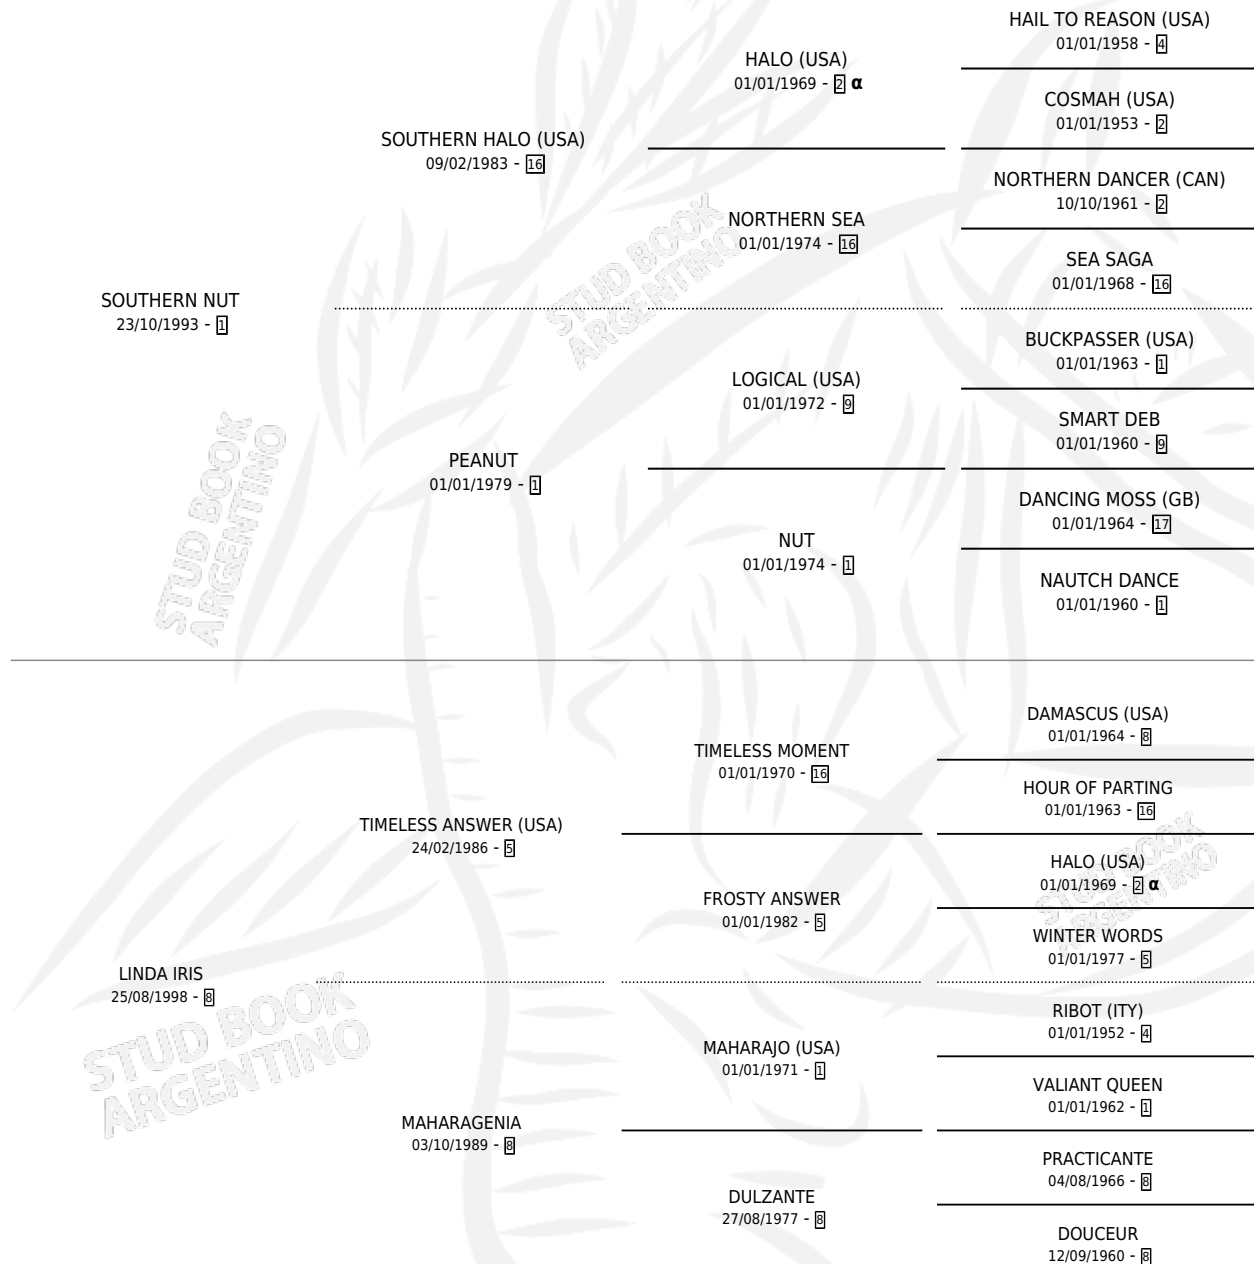 HAIL TO REASON (USA)
01/01/1958 - 4
HALO (USA)
01/01/1969 - 2 α
COSMAH (USA)
01/01/1953 - 2
SOUTHERN HALO (USA)
09/02/1983 - 16
NORTHERN DANCER (CAN)
10/10/1961 - 2
NORTHERN SEA
01/01/1974 - 16
SEA SAGA
01/01/1968 - 16
SOUTHERN NUT
23/10/1993 - 1
BUCKPASSER (USA)
01/01/1963 - 1
LOGICAL (USA)
01/01/1972 - 9
SMART DEB
01/01/1960 - 9
PEANUT
01/01/1979 - 1
DANCING MOSS (GB)
01/01/1964 - 17
NUT
01/01/1974 - 1
NAUTCH DANCE
01/01/1960 - 1
DAMASCUS (USA)
01/01/1964 - 8
TIMELESS MOMENT
01/01/1970 - 16
HOUR OF PARTING
01/01/1963 - 16
TIMELESS ANSWER (USA)
24/02/1986 - 5
HALO (USA)
01/01/1969 - 2 α
FROSTY ANSWER
01/01/1982 - 5
WINTER WORDS
01/01/1977 - 5
LINDA IRIS
25/08/1998 - 8
RIBOT (ITY)
01/01/1952 - 4
MAHARAJO (USA)
01/01/1971 - 1
VALIANT QUEEN
01/01/1962 - 1
MAHARAGENIA
03/10/1989 - 8
PRACTICANTE
04/08/1966 - 8
DULZANTE
27/08/1977 - 8
DOUCEUR
12/09/1960 - 8
STUD BOOK
ARGENTINO
STUD BOOK
ARGENTINO
STUD BOOK
ARGENTINO
STUD BOOK
ARGENTINO